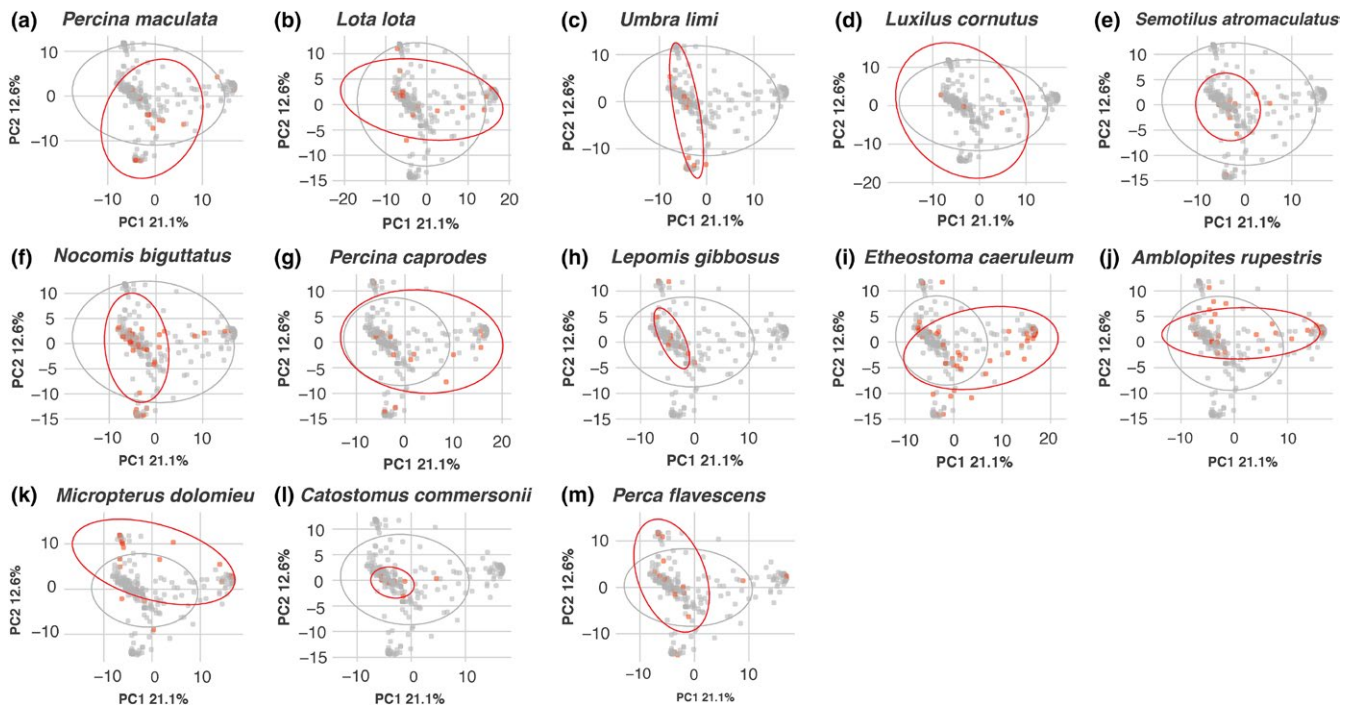 (a) Percina maculata
10
0
−10
PC2 12.6%
−10 0 10
PC1 21.1%
(b) Lota lota
10
5
0
−5
−10
−15
PC2 12.6%
−20 −10 0 10 20
PC1 21.1%
(c) Umbra limi
10
0
−10
PC2 12.6%
−10 0 10
PC1 21.1%
(d) Luxilus cornutus
10
0
−10
−20
PC2 12.6%
−10 0 10
PC1 21.1%
(e) Semotilus atromaculatus
10
5
0
−5
−10
−15
PC2 12.6%
−10 0 10
PC1 21.1%
(f) Nocomis biguttatus
10
5
0
−5
−10
−15
PC2 12.6%
−10 0 10
PC1 21.1%
(g) Percina caprodes
10
5
0
−5
−10
−15
PC2 12.6%
−10 0 10 20
PC1 21.1%
(h) Lepomis gibbosus
10
5
0
−5
−10
−15
PC2 12.6%
−10 0 10
PC1 21.1%
(i) Etheostoma caeruleum
10
5
0
−5
−10
−15
PC2 12.6%
−10 0 10 20
PC1 21.1%
(j) Amblopites rupestris
10
5
0
−5
−10
−15
PC2 12.6%
−10 0 10
PC1 21.1%
(k) Micropterus dolomieu
10
0
−10
PC2 12.6%
−10 0 10
PC1 21.1%
(l) Catostomus commersonii
10
5
0
−5
−10
−15
PC2 12.6%
−10 0 10
PC1 21.1%
(m) Perca flavescens
10
0
−10
PC2 12.6%
−10 0 10
PC1 21.1%